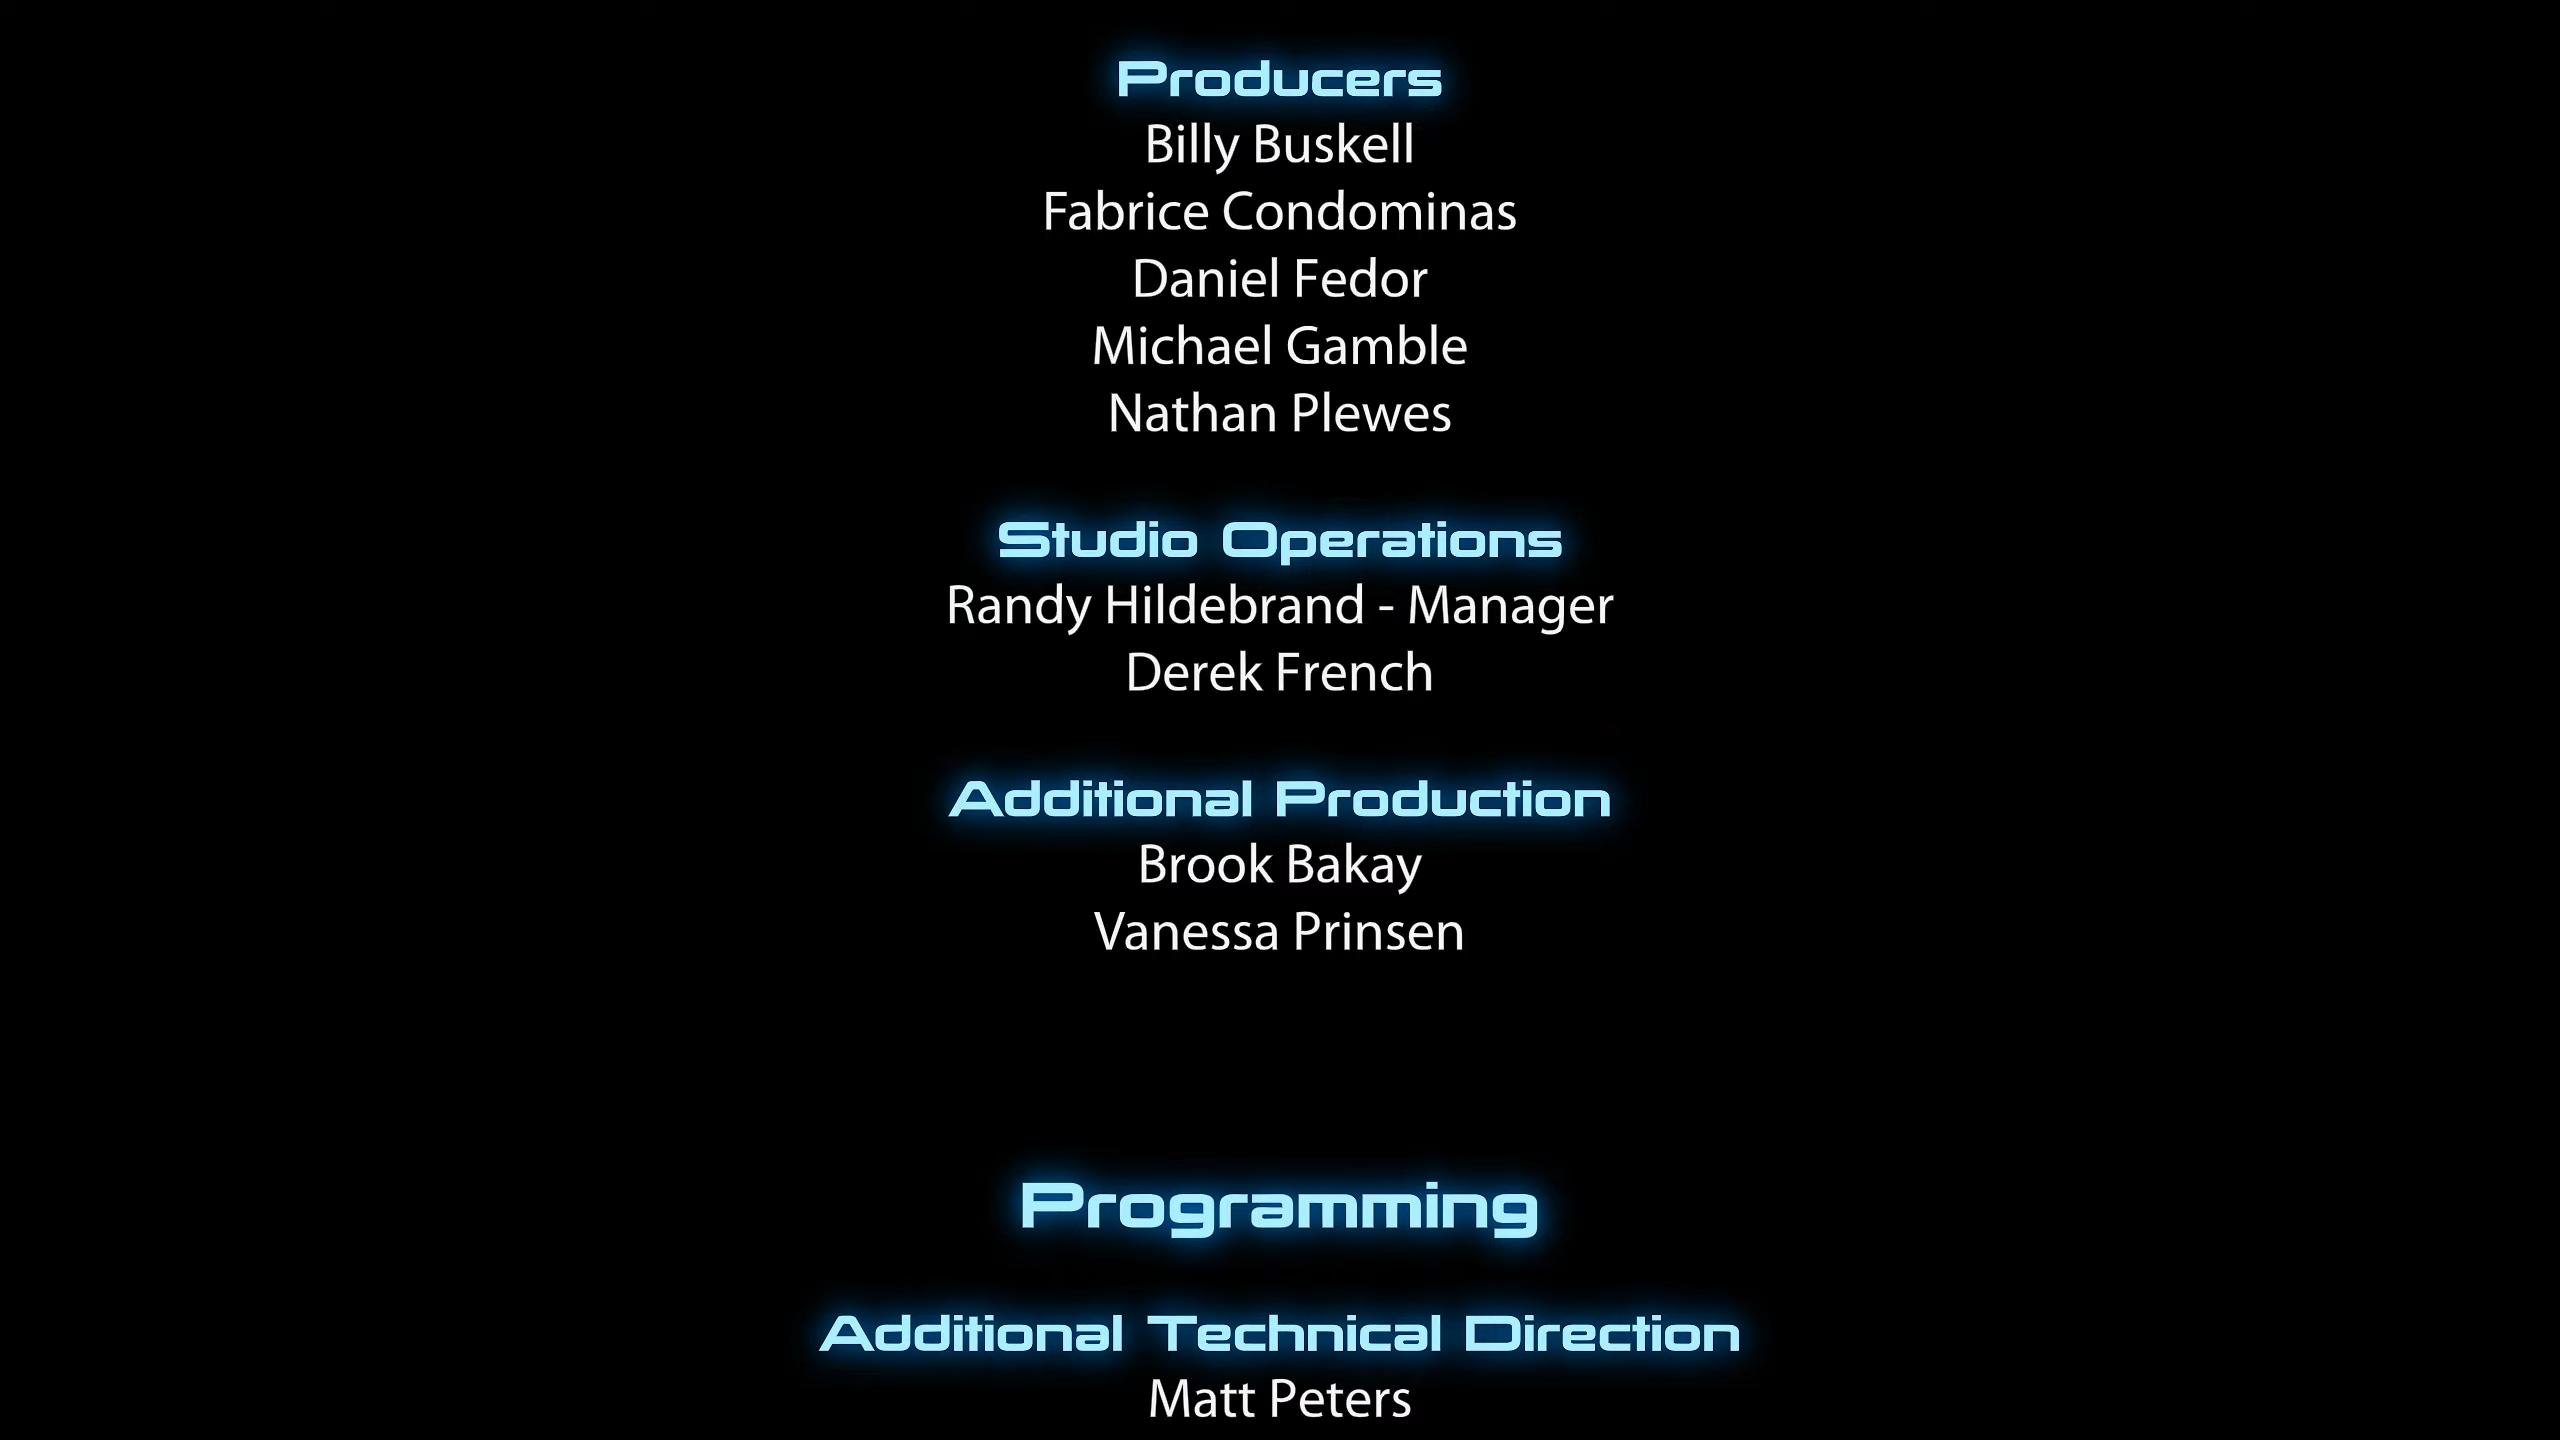 Producers
Billy Buskell
Fabrice Condominas
Daniel Fedor
Michael Gamble
Nathan Plewes
Studio Operations
Randy Hildebrand - Manager
Derek French
Additional Production
Brook Bakay
Vanessa Prinsen
Programming
Additional Technical Direction
Matt Peters